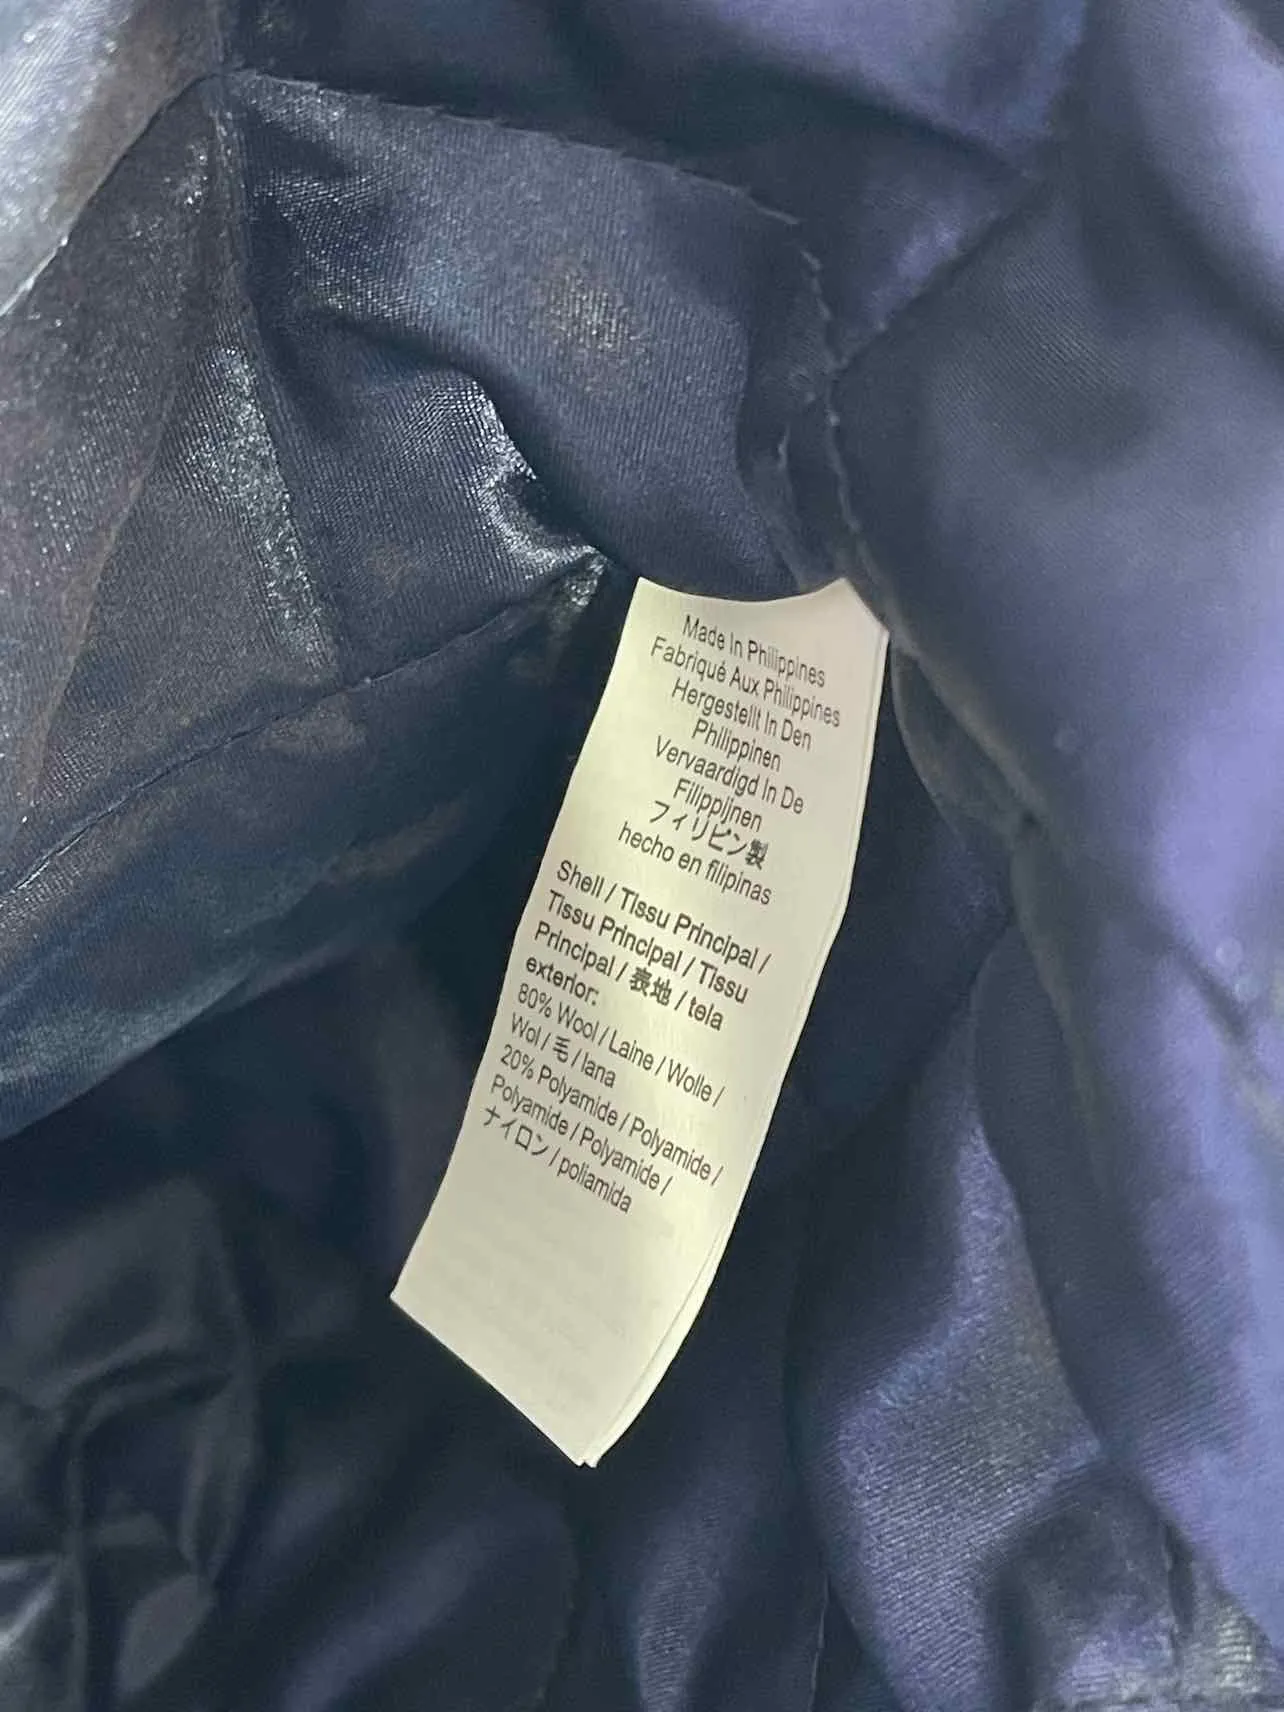 Made In Philippines
Fabriqué Aux Philippines
Hergestellt In Den
Philippinen
Vervaardigd In De
Filippijnen
フィリピン製
hecho en filipinas
Shell / Tissu Principal /
Tissu Principal / Tissu
Principal / 表地 / tela
exterior:
80% Wool / Laine / Wolle /
Wol / 毛 / lana
20% Polyamide / Polyamide /
Polyamide / Polyamide /
ナイロン / poliamida